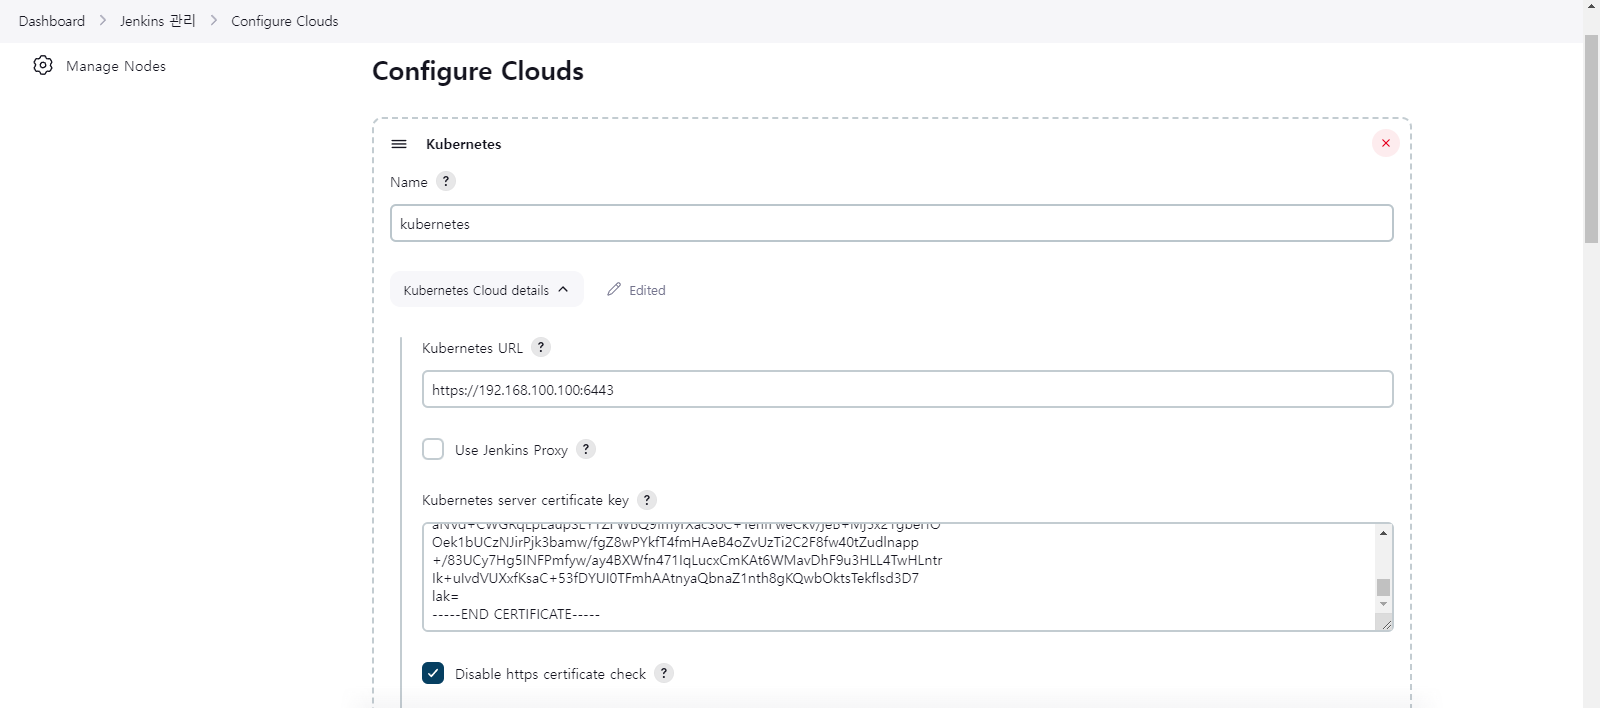 Dashboard > Jenkins 관리 > Configure Clouds
Manage Nodes
Configure Clouds
Kubernetes
Name ?
kubernetes
Kubernetes Cloud details
Edited
Kubernetes URL ?
https://192.168.100.100:6443
Use Jenkins Proxy ?
Kubernetes server certificate key ?
Oek1bUCzNJirPjk3bamw/fgZ8wPYkfT4fmHAeB4oZvUzTi2C2F8fw40tZudlnapp
+/83UCy7Hg5INFPmfyw/ay4BXWfn471IqLucxCmKAt6WMavDhF9u3HLL4TwHLntr
Ik+uIvdVUXxfKsaC+53fDYUI0TFmhAAtnyaQbnaZ1nth8gKQwbOktsTekflsd3D7
lak=
-----END CERTIFICATE-----
Disable https certificate check ?